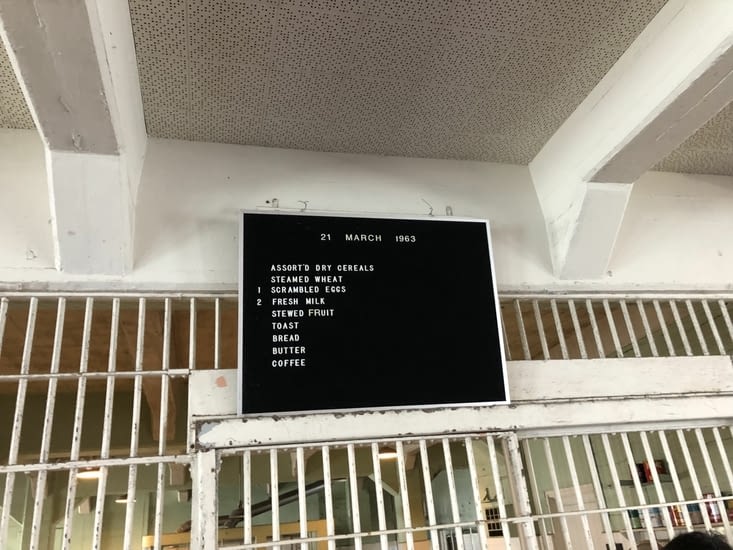 21 MARCH 1963
ASSORT'D DRY CEREALS
STEAMED WHEAT
1 SCRAMBLED EGGS
2 FRESH MILK
STEWED FRUIT
TOAST
BREAD
BUTTER
COFFEE